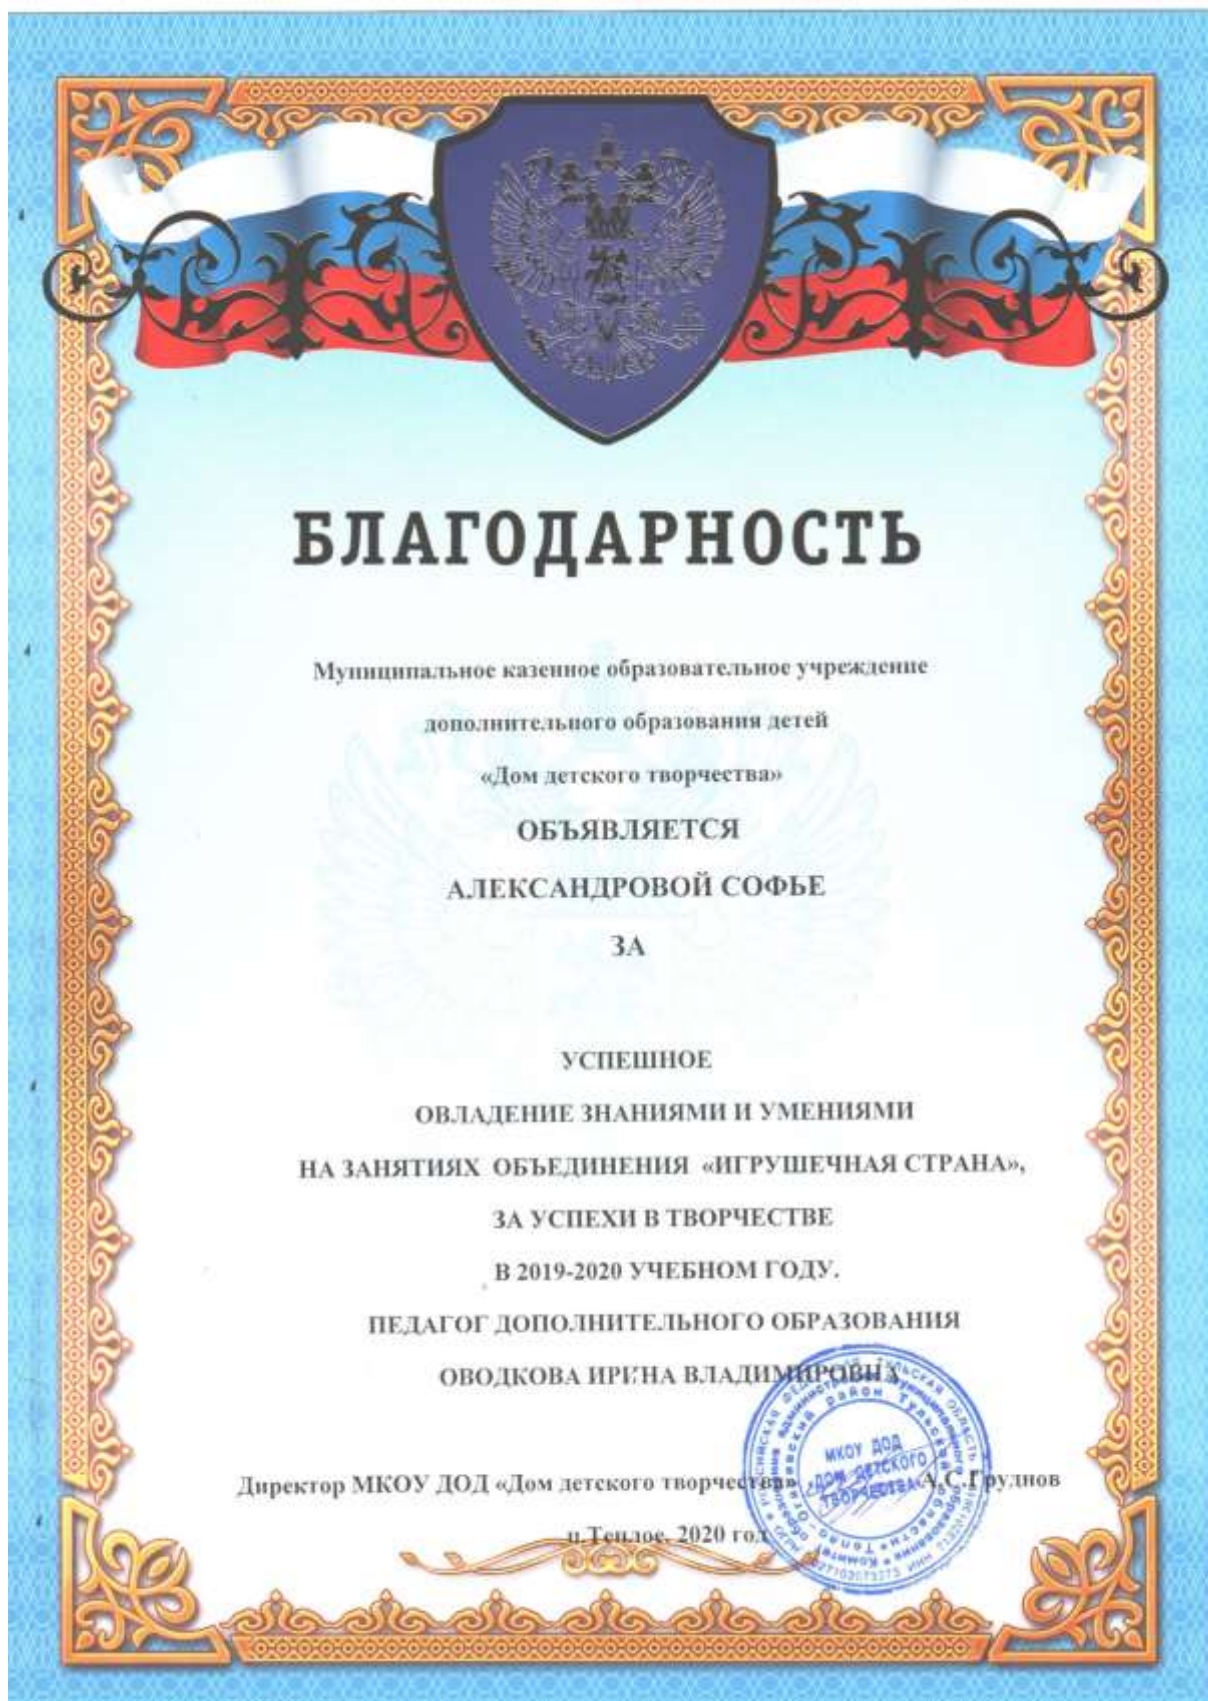 БЛАГОДАРНОСТЬ
Муниципальное казенное образовательное учреждение
дополнительного образования детей
«Дом детского творчества»
ОБЪЯВЛЯЕТСЯ
АЛЕКСАНДРОВОЙ СОФЬЕ
ЗА
УСПЕШНОЕ
ОВЛАДЕНИЕ ЗНАНИЯМИ И УМЕНИЯМИ
НА ЗАНЯТИЯХ ОБЪЕДИНЕНИЯ «ИГРУШЕЧНАЯ СТРАНА»,
ЗА УСПЕХИ В ТВОРЧЕСТВЕ
В 2019-2020 УЧЕБНОМ ГОДУ.
ПЕДАГОГ ДОПОЛНИТЕЛЬНОГО ОБРАЗОВАНИЯ
ОВОДКОВА ИРИНА ВЛАДИМИРОВНА
Директор МКОУ ДОД «Дом детского творчества» А.С.Груднов
п.Теплое, 2020 год
МКОУ ДОД
«ДОМ ДЕТСКОГО
ТВОРЧЕСТВА»